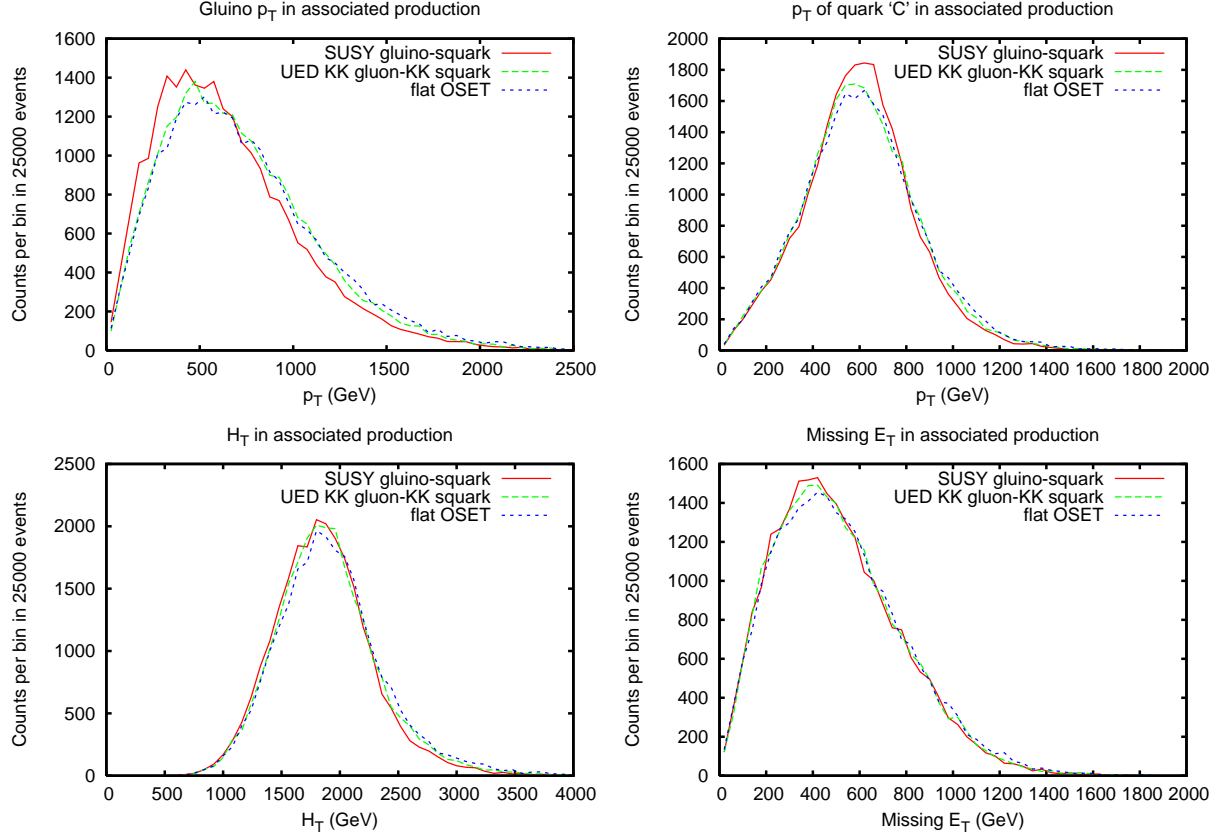 Gluino pT in associated production
Counts per bin in 25000 events
1600
1400
1200
1000
800
600
400
200
0
SUSY gluino-squark
UED KK gluon-KK squark
flat OSET
0 500 1000 1500 2000 2500
pT (GeV)
pT of quark ‘C’ in associated production
Counts per bin in 25000 events
2000
1800
1600
1400
1200
1000
800
600
400
200
0
SUSY gluino-squark
UED KK gluon-KK squark
flat OSET
0 200 400 600 800 1000 1200 1400 1600 1800 2000
pT (GeV)
HT in associated production
Counts per bin in 25000 events
2500
2000
1500
1000
500
0
SUSY gluino-squark
UED KK gluon-KK squark
flat OSET
0 500 1000 1500 2000 2500 3000 3500 4000
HT (GeV)
Missing ET in associated production
Counts per bin in 25000 events
1600
1400
1200
1000
800
600
400
200
0
SUSY gluino-squark
UED KK gluon-KK squark
flat OSET
0 200 400 600 800 1000 1200 1400 1600 1800 2000
Missing ET (GeV)